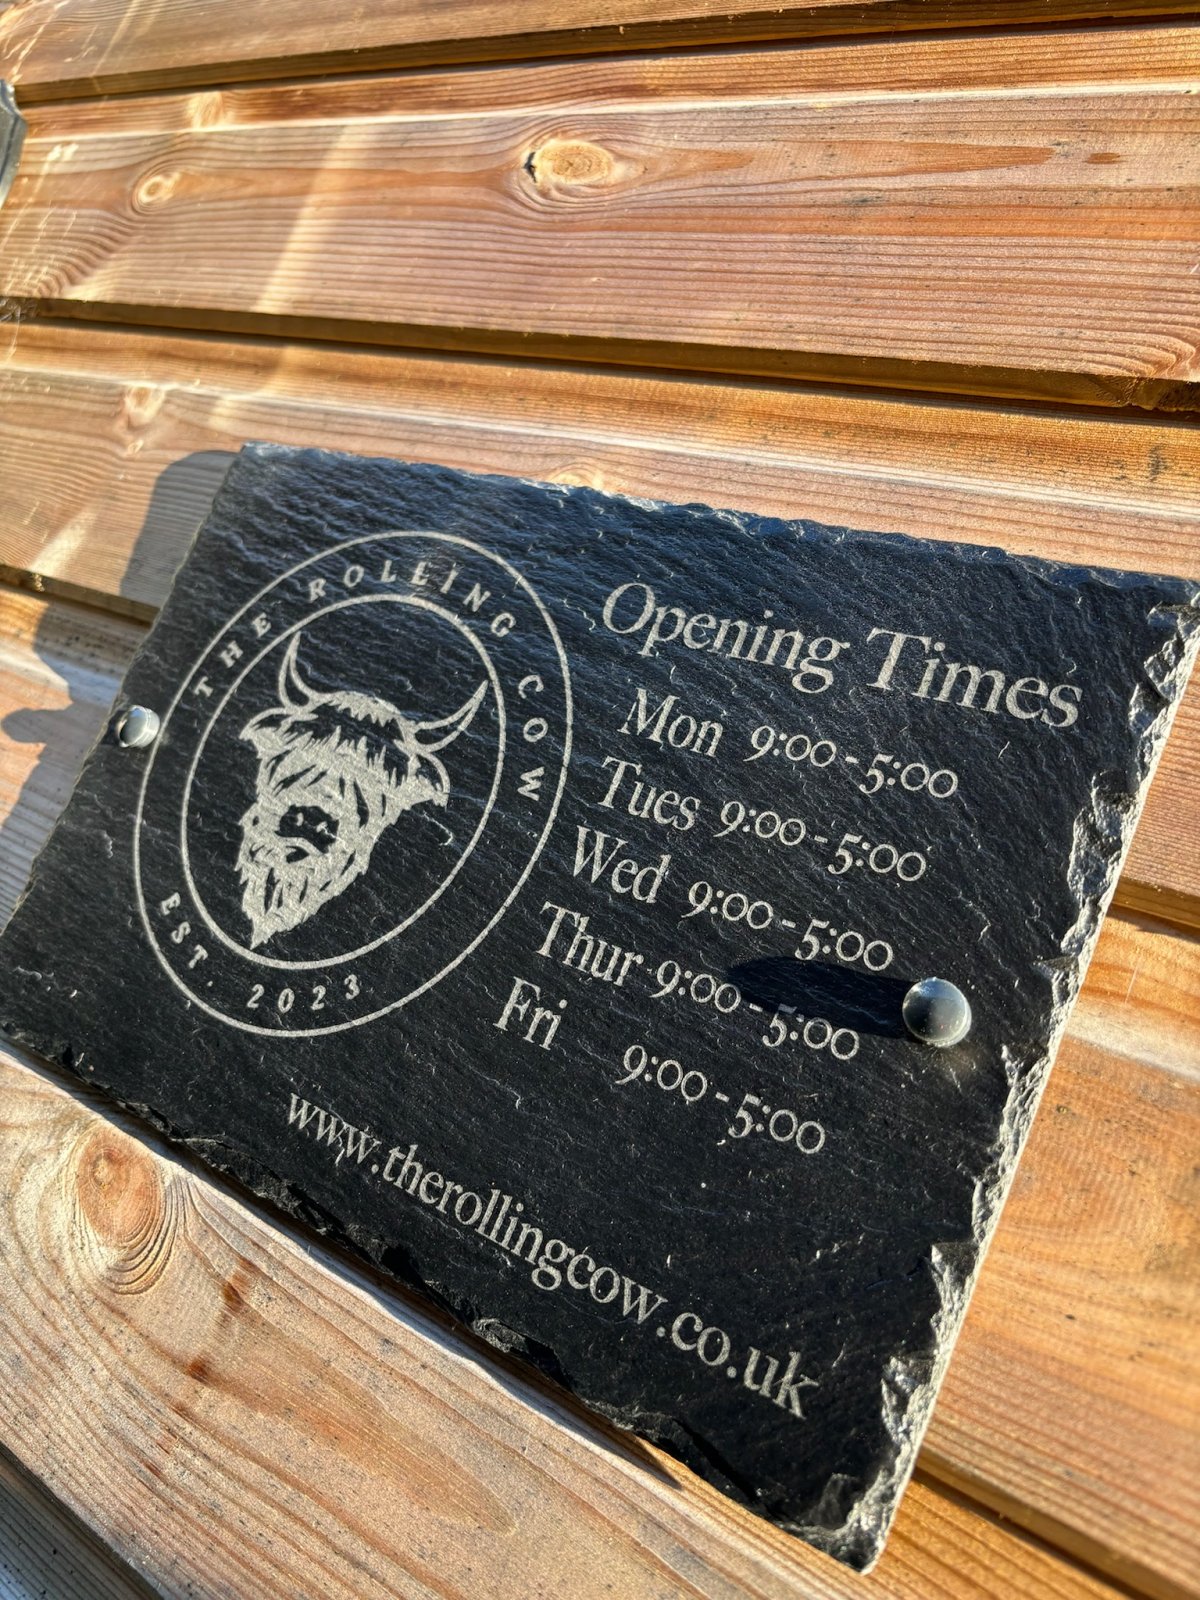 THE ROLLING COW
EST. 2023
Opening Times
Mon 9:00 - 5:00
Tues 9:00 - 5:00
Wed 9:00 - 5:00
Thur 9:00 - 5:00
Fri 9:00 - 5:00
www.therollingcow.co.uk